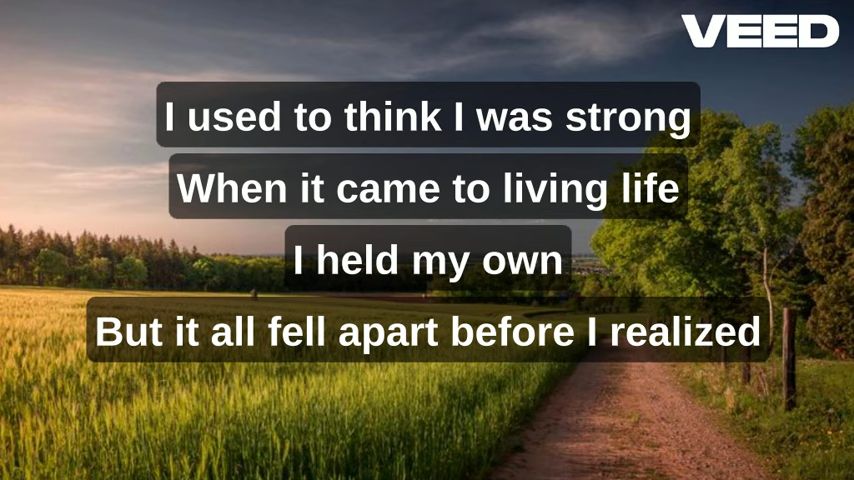 VEED
I used to think I was strong
When it came to living life
I held my own
But it all fell apart before I realized